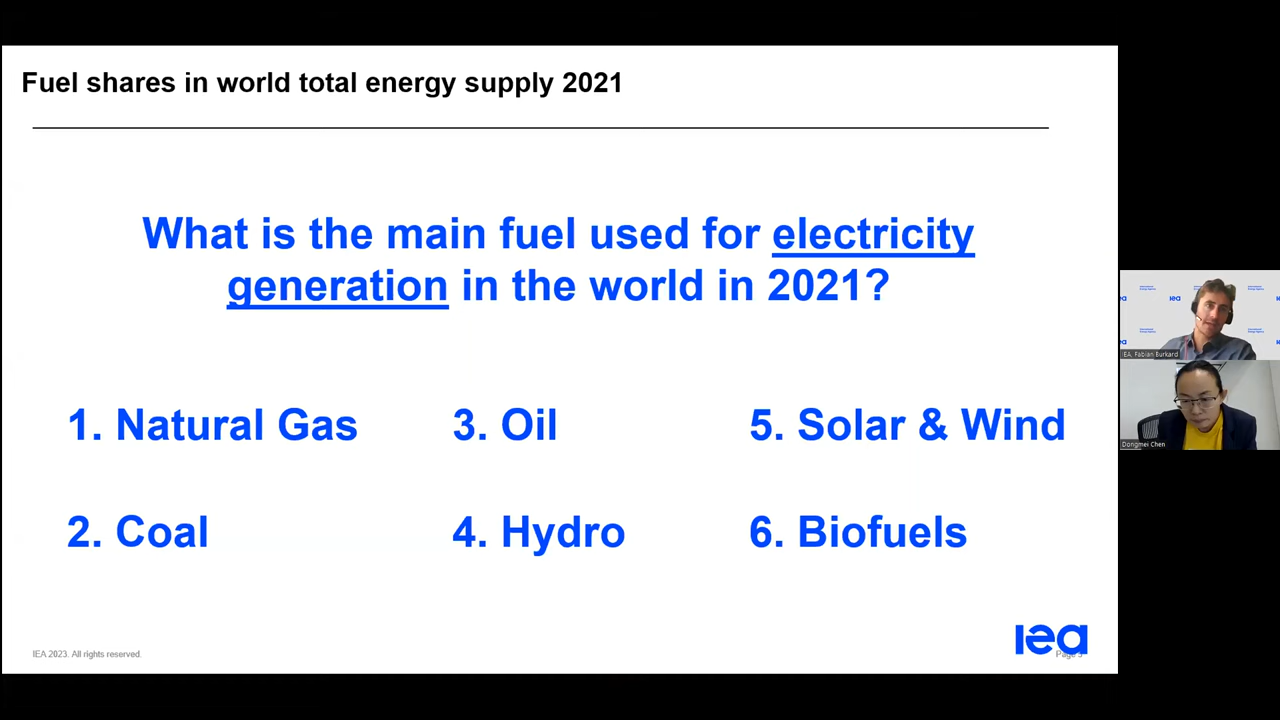 Fuel shares in world total energy supply 2021
What is the main fuel used for electricity
generation in the world in 2021?
1. Natural Gas
3. Oil
5. Solar & Wind
2. Coal
4. Hydro
6. Biofuels
IEA 2023. All rights reserved.
iea
Page
iea
IEA, Fabian Burkard
Dongmei Chen